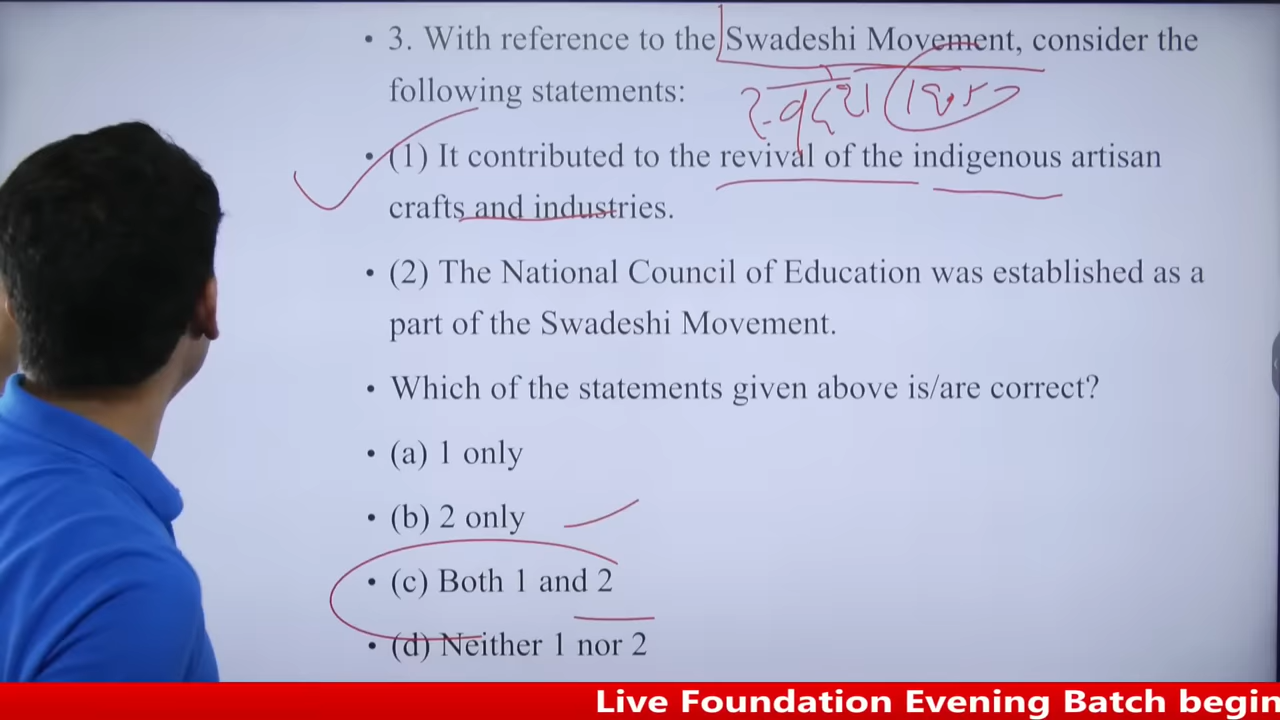 • 3. With reference to the Swadeshi Movement, consider the
following statements:
• (1) It contributed to the revival of the indigenous artisan
crafts and industries.
• (2) The National Council of Education was established as a
part of the Swadeshi Movement.
• Which of the statements given above is/are correct?
• (a) 1 only
• (b) 2 only
• (c) Both 1 and 2
• (d) Neither 1 nor 2
Live Foundation Evening Batch begin